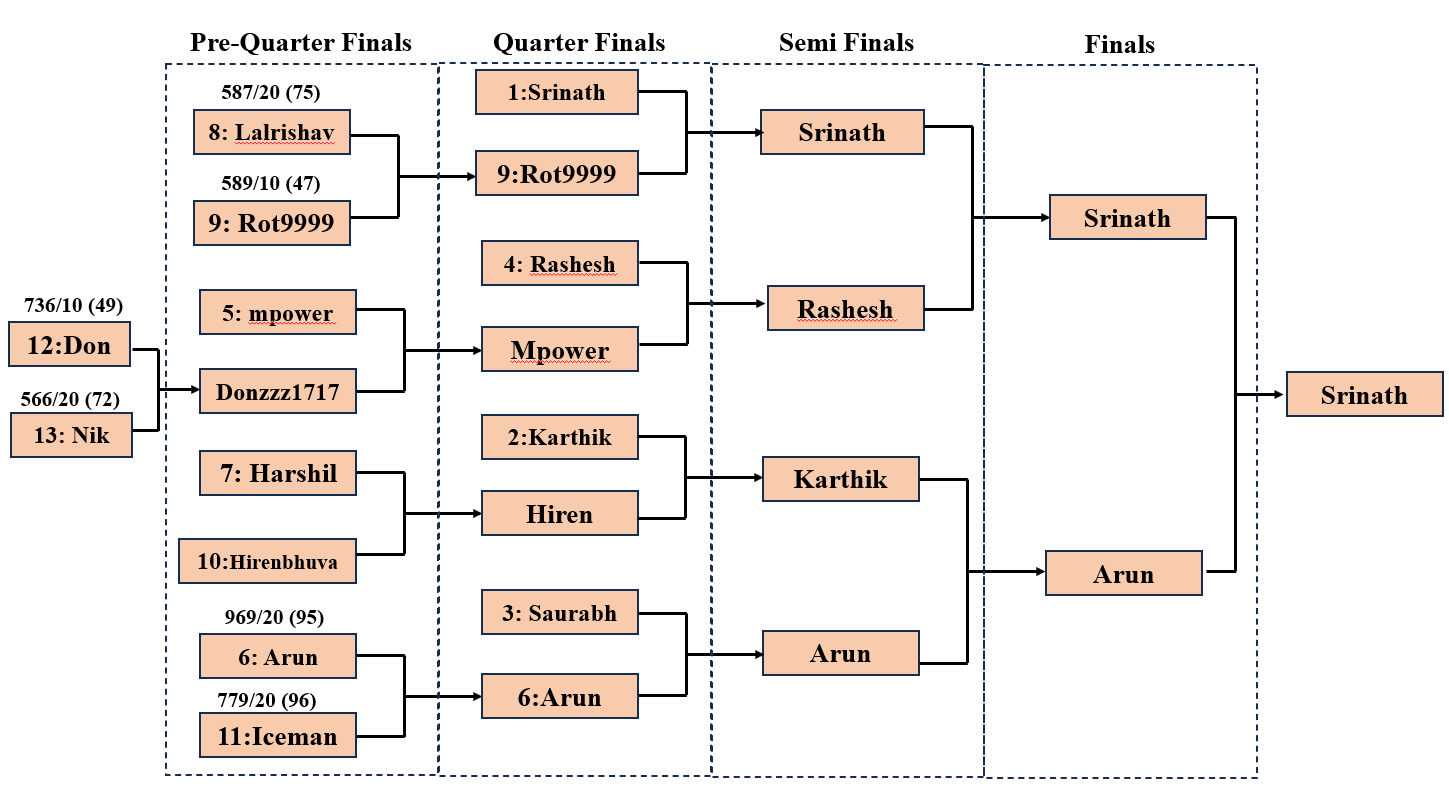 Pre-Quarter Finals
Quarter Finals
Semi Finals
Finals
736/10 (49)
12:Don
566/20 (72)
13: Nik
587/20 (75)
8: Lalrishav
589/10 (47)
9: Rot9999
5: mpower
Donzzz1717
7: Harshil
10:Hirenbhuva
969/20 (95)
6: Arun
779/20 (96)
11:Iceman
1:Srinath
9:Rot9999
4: Rashesh
Mpower
2:Karthik
Hiren
3: Saurabh
6:Arun
Srinath
Rashesh
Karthik
Arun
Srinath
Arun
Srinath